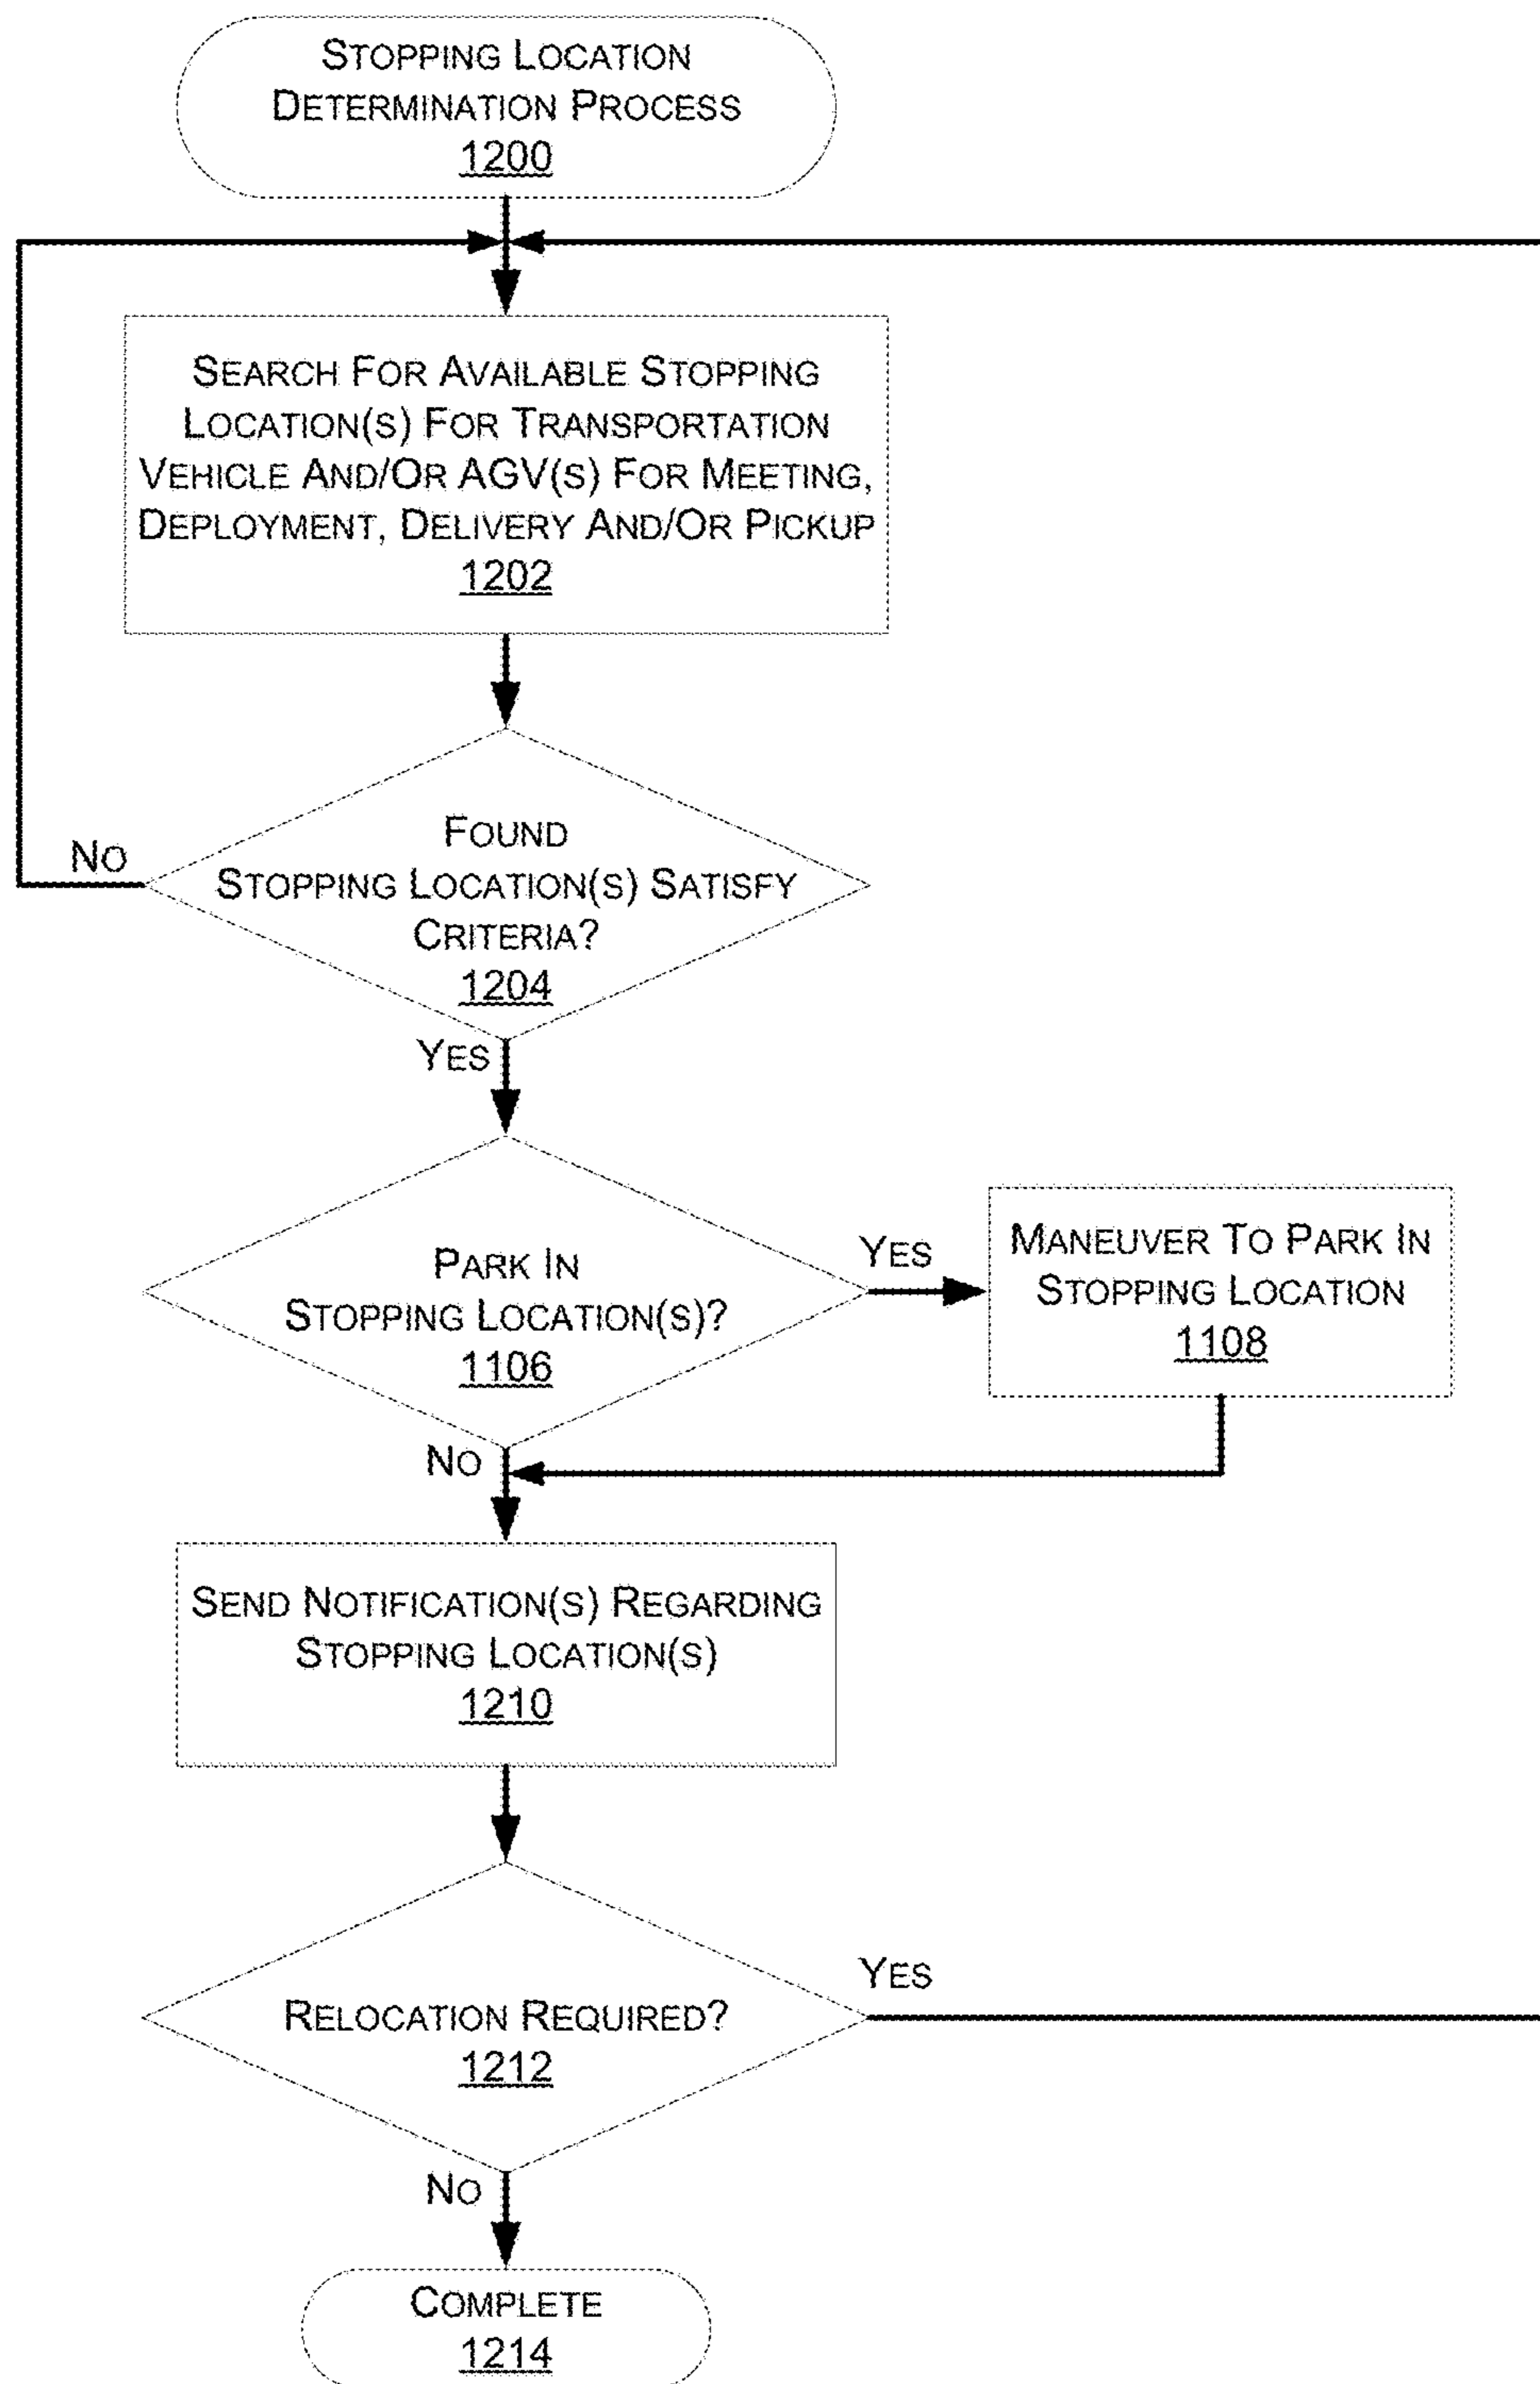 STOPPING LOCATION
DETERMINATION PROCESS
1200
SEARCH FOR AVAILABLE STOPPING
LOCATION(S) FOR TRANSPORTATION
VEHICLE AND/OR AGV(S) FOR MEETING,
DEPLOYMENT, DELIVERY AND/OR PICKUP
1202
FOUND
STOPPING LOCATION(S) SATISFY
CRITERIA?
1204
NO
YES
PARK IN
STOPPING LOCATION(S)?
1106
YES
MANEUVER TO PARK IN
STOPPING LOCATION
1108
NO
SEND NOTIFICATION(S) REGARDING
STOPPING LOCATION(S)
1210
RELOCATION REQUIRED?
1212
YES
NO
COMPLETE
1214